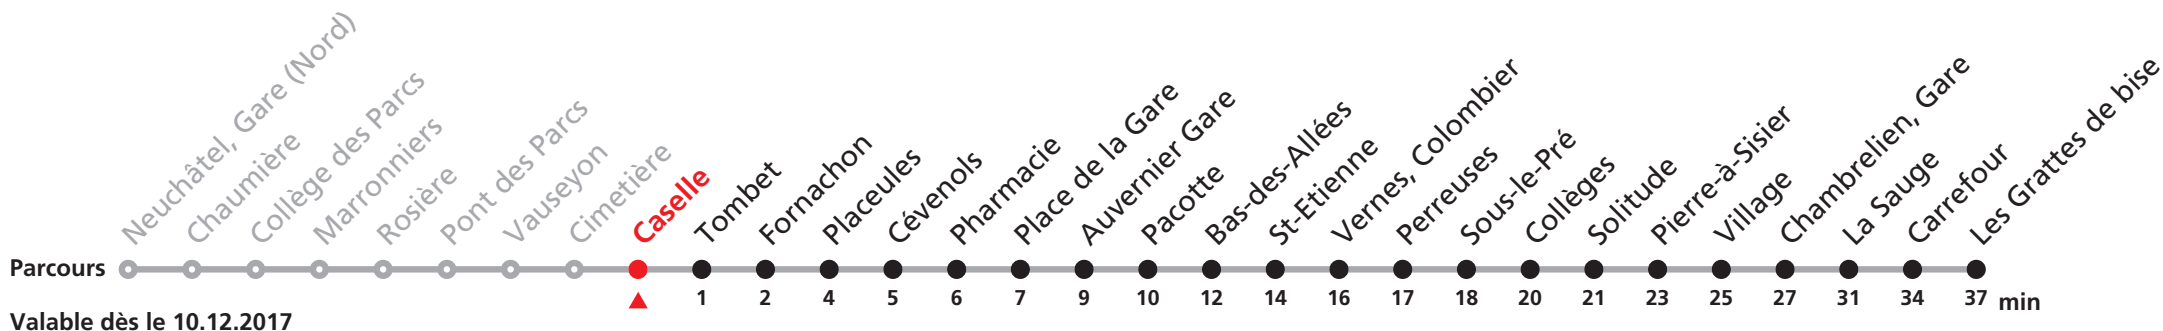 Neuchâtel, Gare (Nord)
Chaumière
Collège des Parcs
Marronniers
Rosière
Pont des Parcs
Vauseyon
Cimetière
Caselle
Tombet
Fornachon
Placeules
Cévenols
Pharmacie
Place de la Gare
Auvernier Gare
Pacotte
Bas-des-Allées
St-Etienne
Vernes, Colombier
Perreuses
Sous-le-Pré
Collèges
Solitude
Pierre-à-Sisier
Village
Chambrelien, Gare
La Sauge
Carrefour
Les Grattes de bise
Parcours
1 2 4 5 6 7 9 10 12 14 16 17 18 20 21 23 25 27 31 34 37 min
Valable dès le 10.12.2017